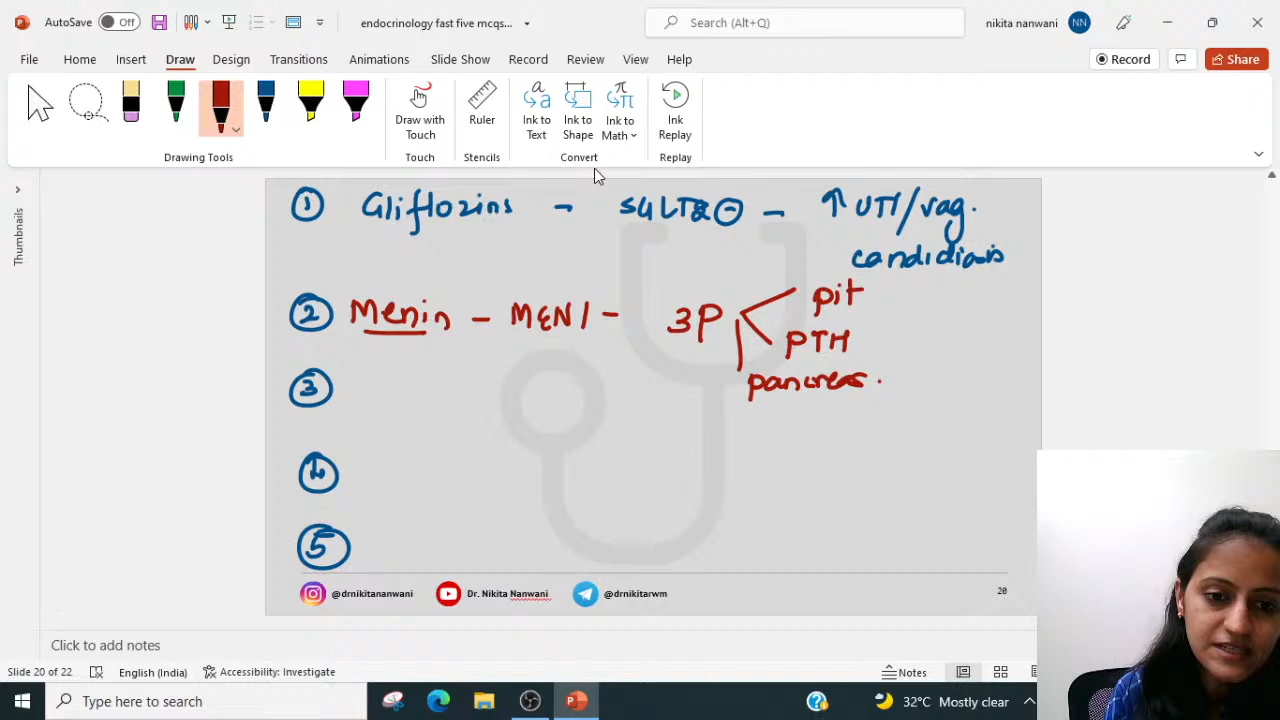 AutoSave Off endocrinology fast five mcqs... Search (Alt+Q) nikita nanwani NN
File Home Insert Draw Design Transitions Animations Slide Show Record Review View Help Record Share
Draw with Touch
Ruler
Ink to Text
Ink to Shape
Ink to Math
Ink Replay
Drawing Tools Touch Stencils Convert Replay
Thumbnails
1 Gliflozins - SGLT2 ⊖ - ↑ UTI/vag.
candidiasis
2 Menin - MEN1 - 3P pit
PTH
pancreas.
3
4
5
@drnikitananwani Dr. Nikita Nanwani @drnikitarwm 20
Click to add notes
Slide 20 of 22 English (India) Accessibility: Investigate Notes
Type here to search 32°C Mostly clear